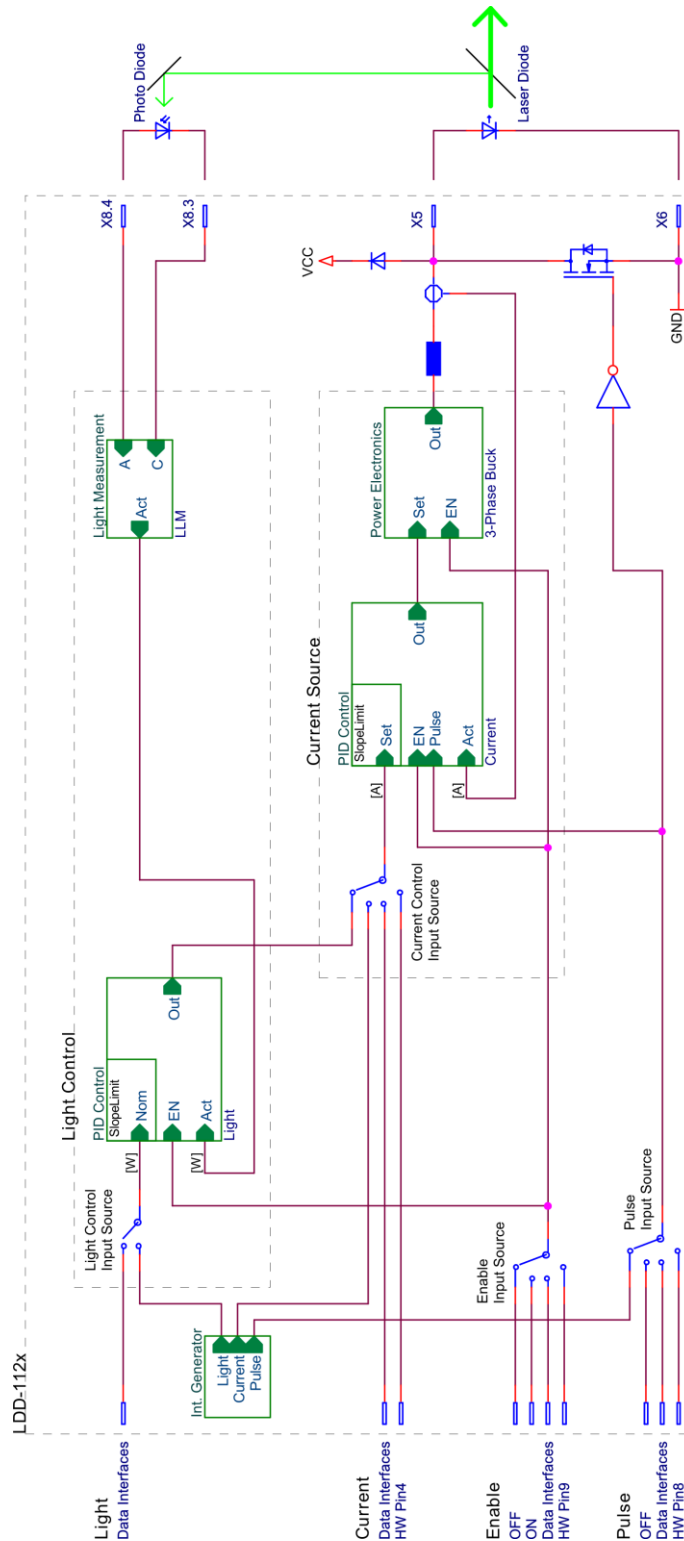 LDD-112x
Light
Data Interfaces
Current
Data Interfaces
HW Pin4
Enable
OFF
ON
Data Interfaces
HW Pin9
Pulse
OFF
Data Interfaces
HW Pin8
Int. Generator
Light
Current
Pulse
Light Control
Input Source
Enable
Input Source
Pulse
Input Source
Light Control
PID Control
SlopeLimit
[W]
Nom
EN
[W]
Act
Out
Light
Current Control
Input Source
Current Source
PID Control
SlopeLimit
[A]
Set
EN
Pulse
[A]
Act
Out
Current
Light Measurement
Act
A
C
LLM
Power Electronics
Set
EN
Out
3-Phase Buck
VCC
GND
X8.4
X8.3
X5
X6
Photo Diode
Laser Diode